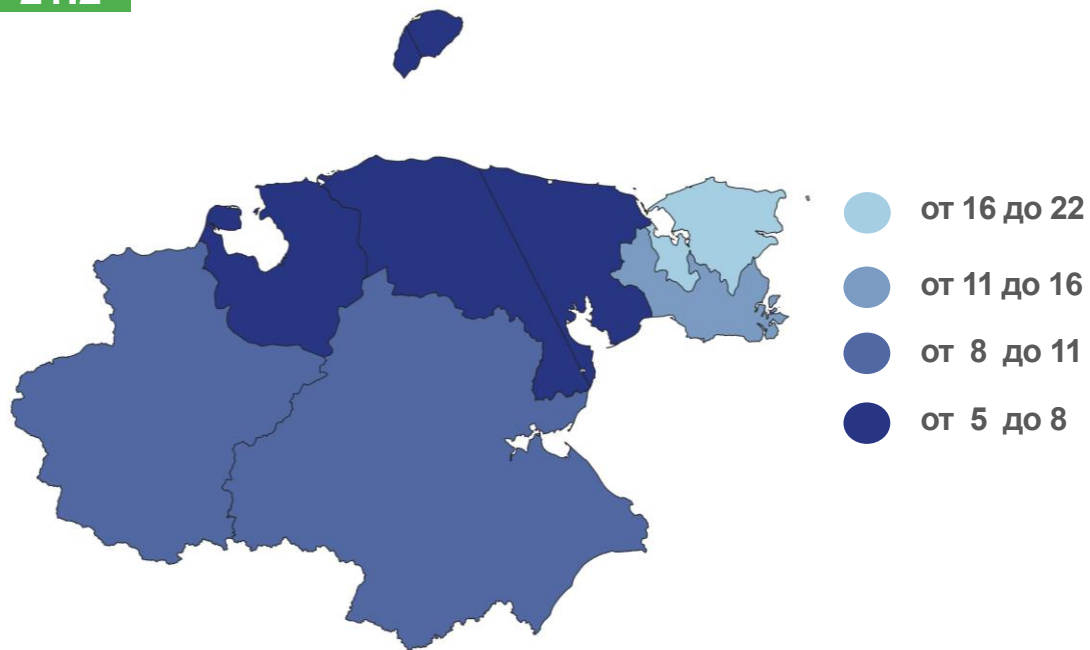 от 16 до 22
от 11 до 16
от 8 до 11
от 5 до 8